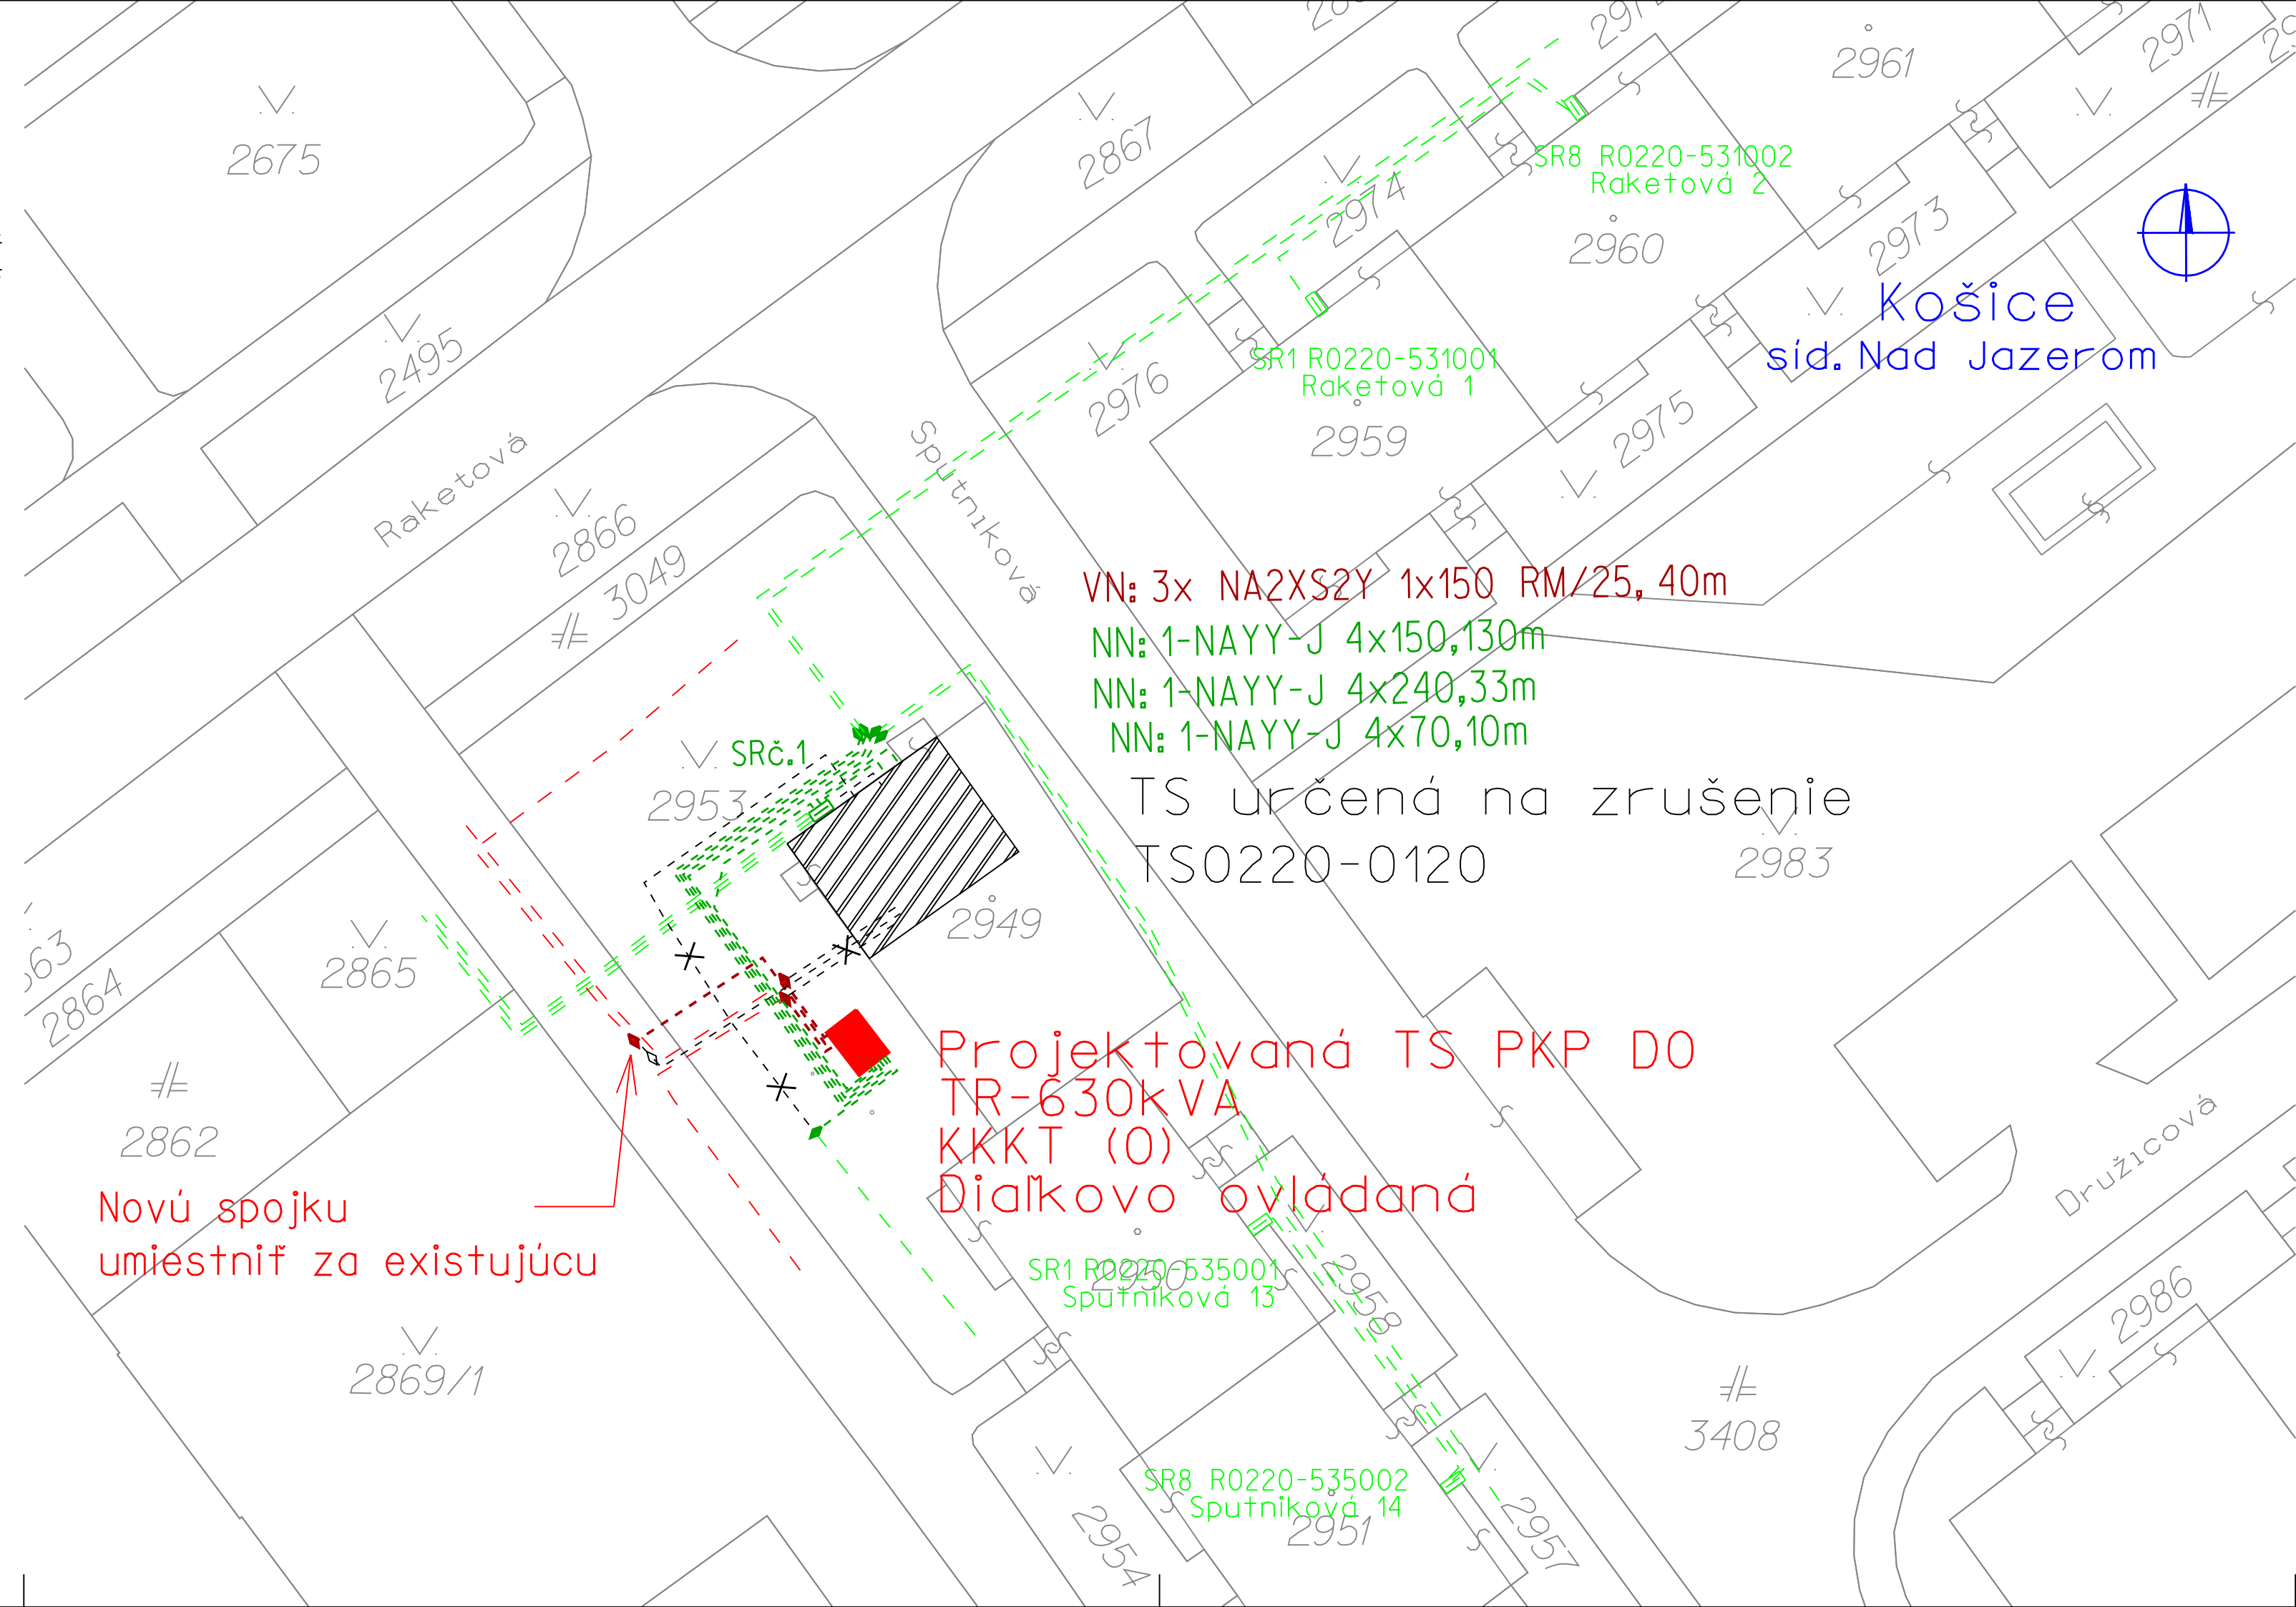 2961
2971
2675
2867
SR8 R0220-531002
Raketová 2
2974
2960
2973
Košice
síd. Nad Jazerom
2495
SR1 R0220-531001
Raketová 1
2976
2959
2975
Raketová
Sputniková
2866
3049
VN: 3x NA2XS2Y 1x150 RM/25, 40m
NN: 1-NAYY-J 4x150,130m
NN: 1-NAYY-J 4x240,33m
NN: 1-NAYY-J 4x70,10m
SRč.1
2953
TS určená na zrušenie
TS0220-0120
2983
2949
2865
2864
Projektovaná TS PKP DO
TR-630kVA
KKKT (O)
Diaľkovo ovládaná
2862
Družicová
Novú spojku
umiestniť za existujúcu
SR1 R0220-535001
Sputniková 13
2950
2958
2986
2869/1
3408
SR8 R0220-535002
Sputniková 14
2951
2954
2957